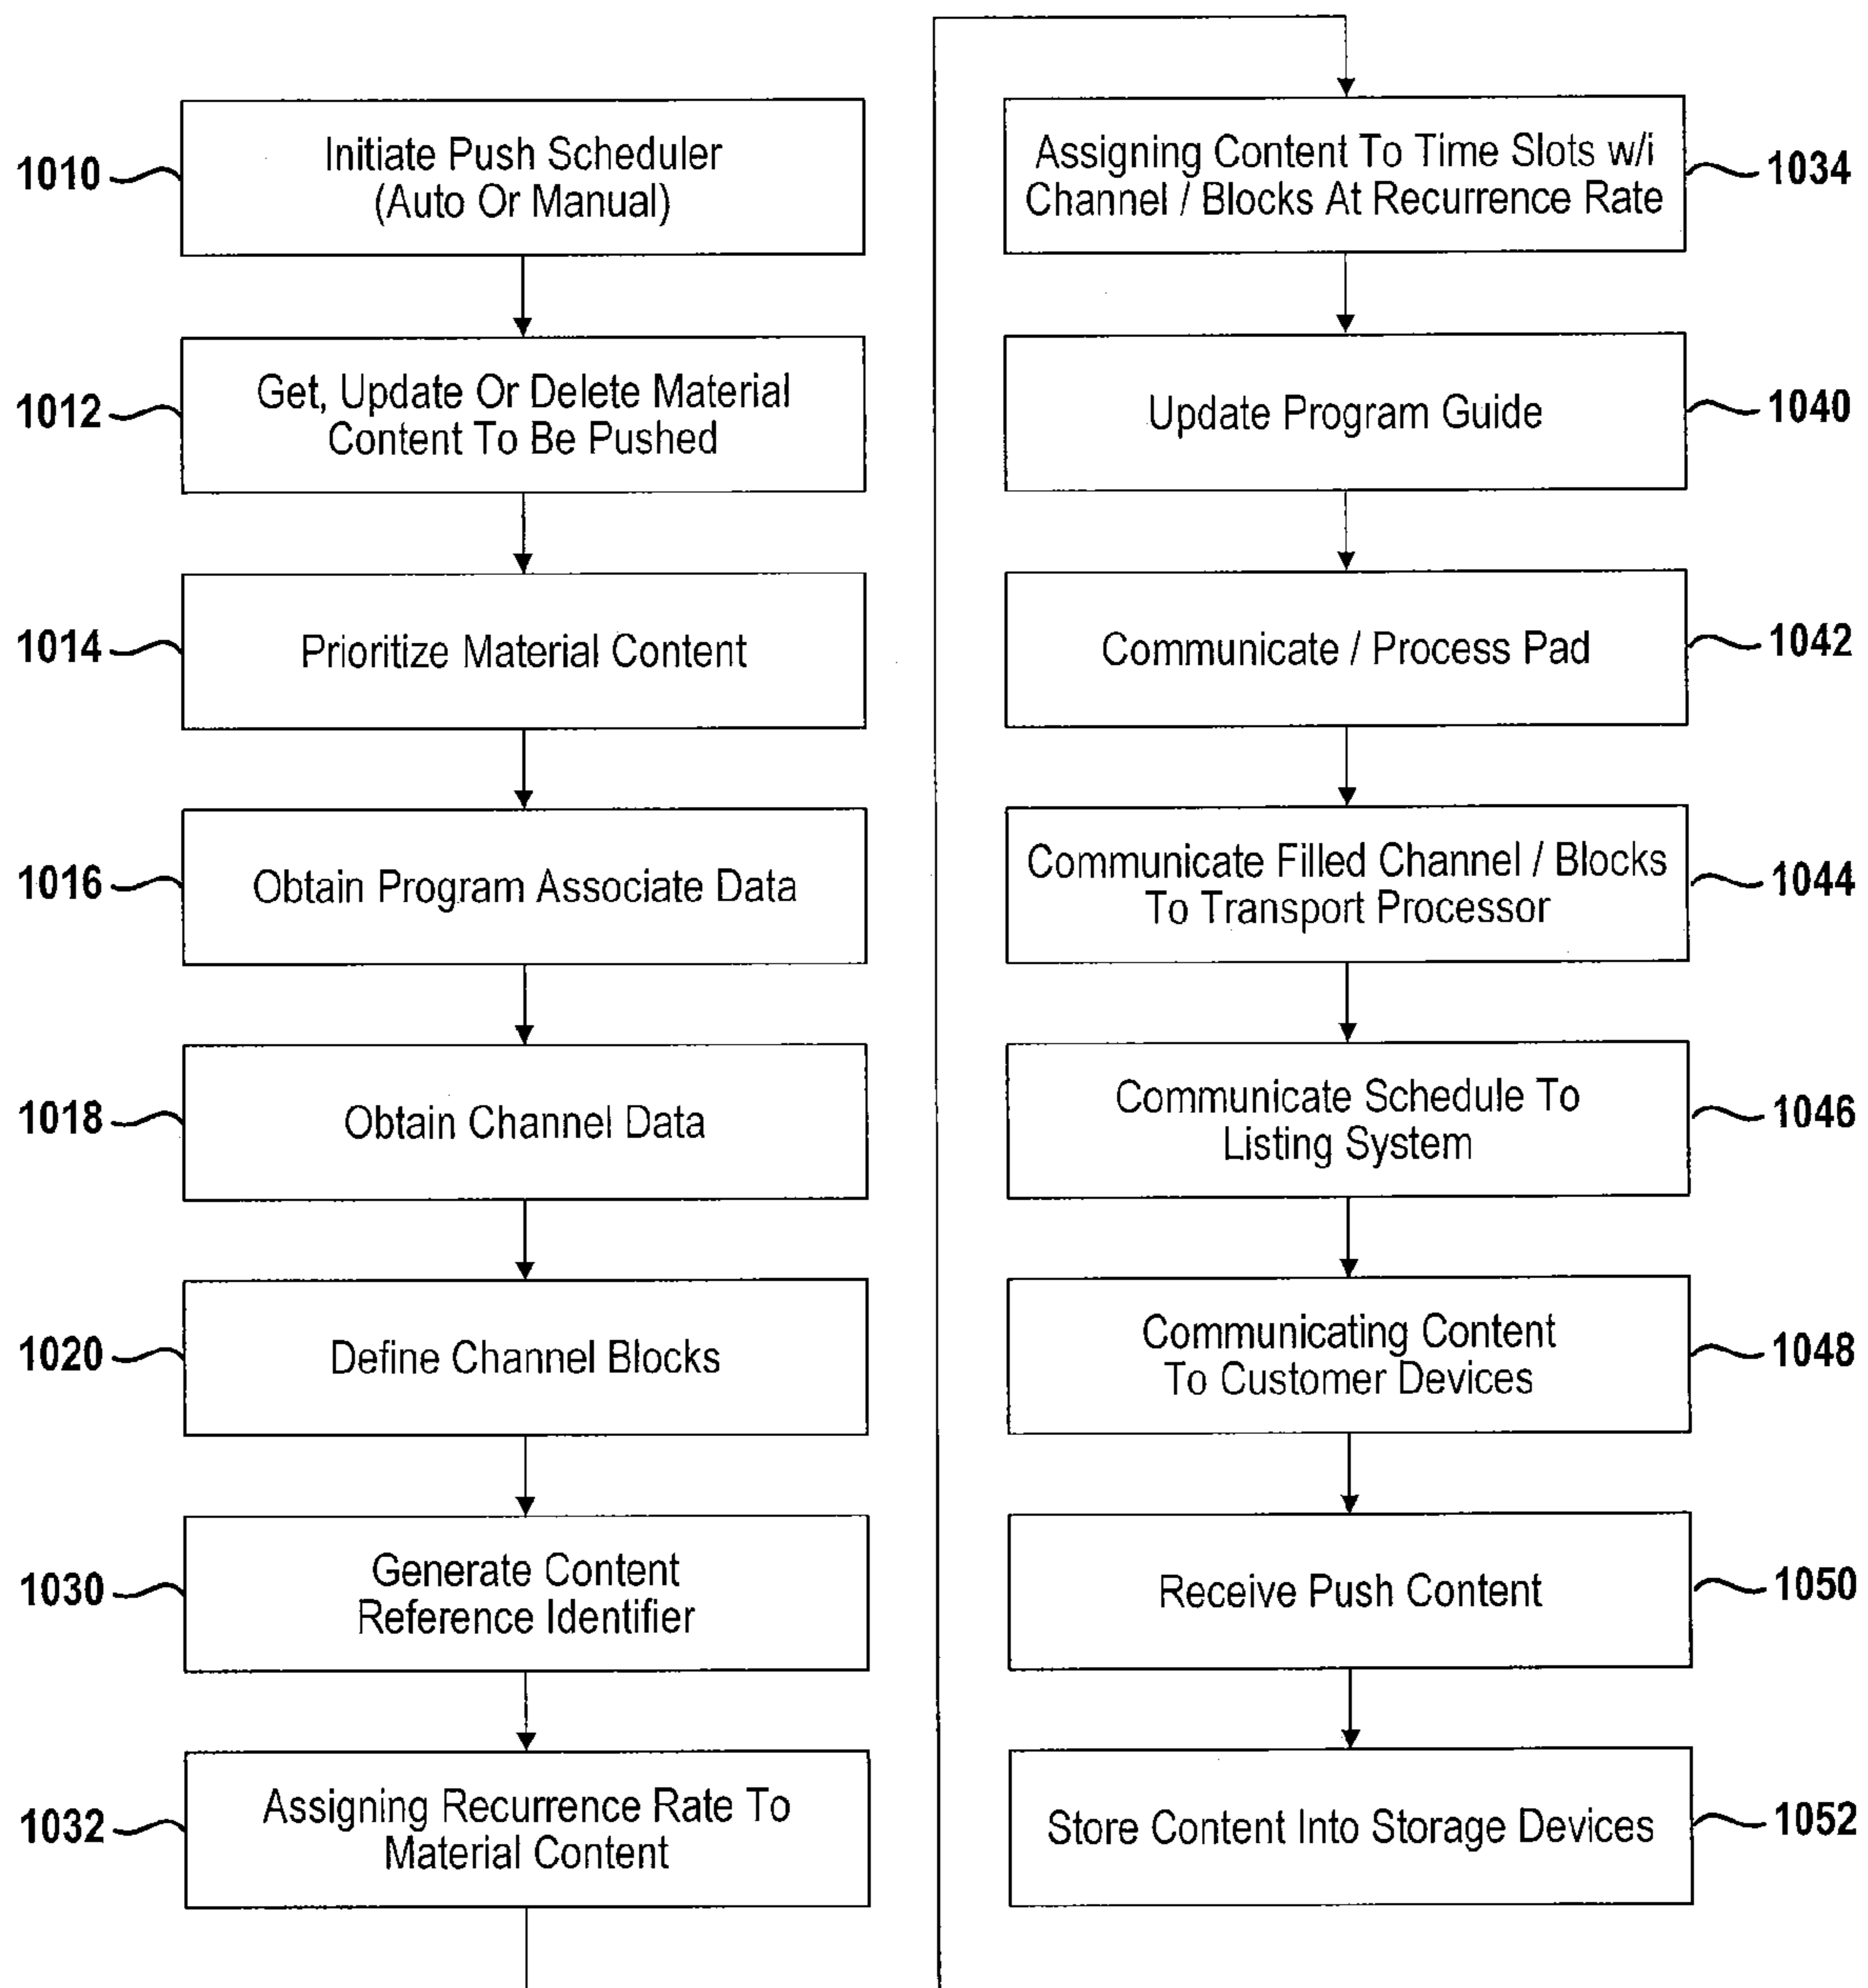 1010
Initiate Push Scheduler
(Auto Or Manual)
1012
Get, Update Or Delete Material
Content To Be Pushed
1014
Prioritize Material Content
1016
Obtain Program Associate Data
1018
Obtain Channel Data
1020
Define Channel Blocks
1030
Generate Content
Reference Identifier
1032
Assigning Recurrence Rate To
Material Content
Assigning Content To Time Slots w/i
Channel / Blocks At Recurrence Rate
1034
Update Program Guide
1040
Communicate / Process Pad
1042
Communicate Filled Channel / Blocks
To Transport Processor
1044
Communicate Schedule To
Listing System
1046
Communicating Content
To Customer Devices
1048
Receive Push Content
1050
Store Content Into Storage Devices
1052